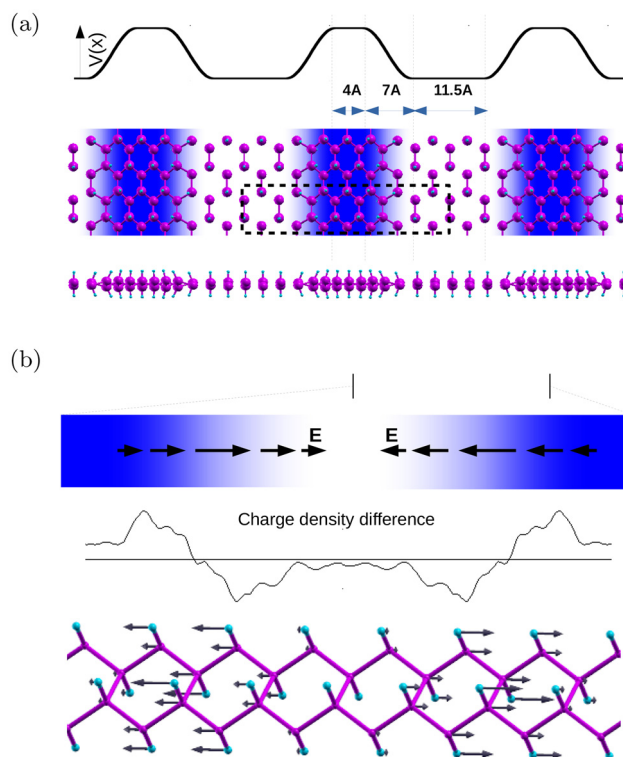 (a)
V(x)
4A 7A 11.5A
(b)
E E
Charge density difference